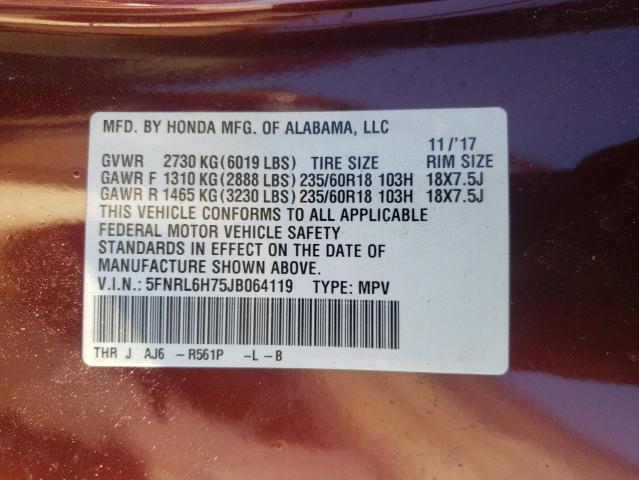 MFD. BY HONDA MFG. OF ALABAMA, LLC
11/'17
GVWR 2730 KG (6019 LBS) TIRE SIZE RIM SIZE
GAWR F 1310 KG (2888 LBS) 235/60R18 103H 18X7.5J
GAWR R 1465 KG (3230 LBS) 235/60R18 103H 18X7.5J
THIS VEHICLE CONFORMS TO ALL APPLICABLE
FEDERAL MOTOR VEHICLE SAFETY
STANDARDS IN EFFECT ON THE DATE OF
MANUFACTURE SHOWN ABOVE.
V.I.N.: 5FNRL6H75JB064119 TYPE: MPV
THR J AJ6 -R561P -L-B